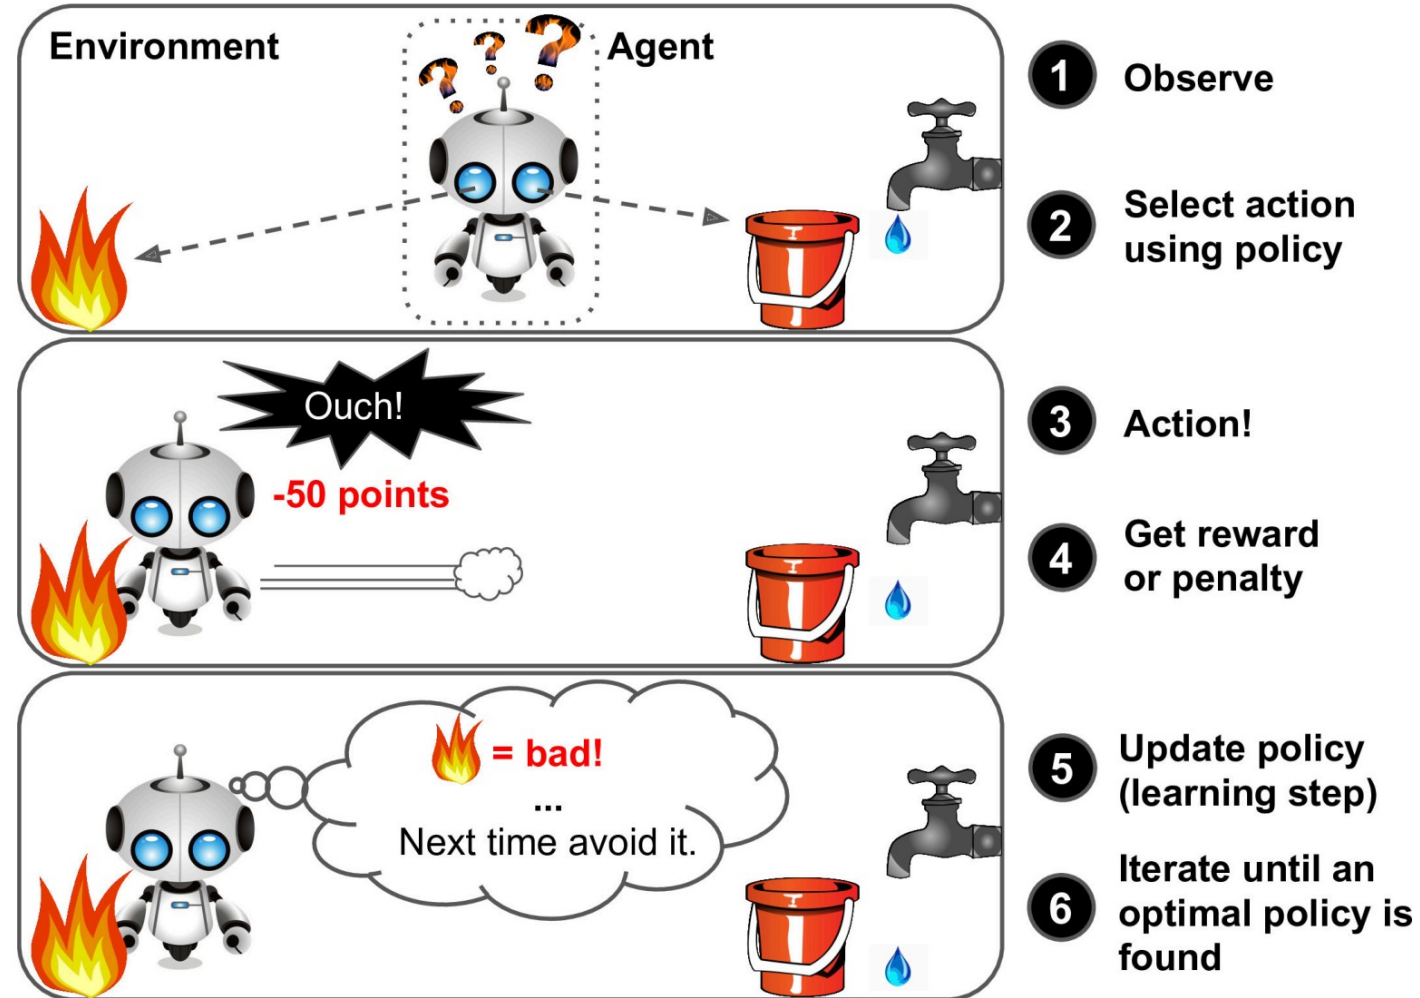 Environment
Agent
? ? ?
1 Observe
2 Select action
using policy
Ouch!
-50 points
3 Action!
4 Get reward
or penalty
= bad!
...
Next time avoid it.
5 Update policy
(learning step)
6 Iterate until an
optimal policy is
found